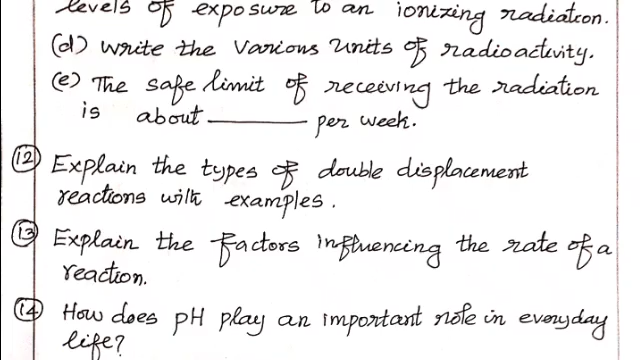 levels of exposure to an ionizing radiation.
(d) Write the various units of radioactivity.
(e) The safe limit of receiving the radiation
is about ________ per week.
(12) Explain the types of double displacement
reactions with examples.
(13) Explain the factors influencing the rate of a
reaction.
(14) How does pH play an important role in everyday
life?